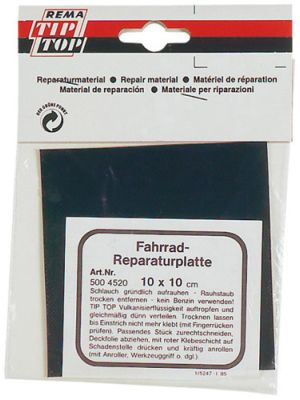 REMA
TIP
TOP
Reparaturmaterial • Repair material • Matériel de réparation
Material de reparación • Materiale per riparazioni
DER GRÜNE PUNKT
Fahrrad-
Reparaturplatte
Art.Nr.
500 4520 10 x 10 cm
Schlauch gründlich aufrauhen - Rauhstaub
trocken entfernen - kein Benzin verwenden!
TIP TOP Vulkanisierflüssigkeit auftropfen und
gleichmäßig dünn verteilen. Trocknen lassen
bis Einstrich nicht mehr klebt (mit Fingerrücken
prüfen). Passendes Stück zurechtschneiden,
Deckfolie abziehen, mit roter Klebeschicht auf
Schadstelle drücken und kräftig anrollen
(mit Anroller, Werkzeuggriff o. dgl.).